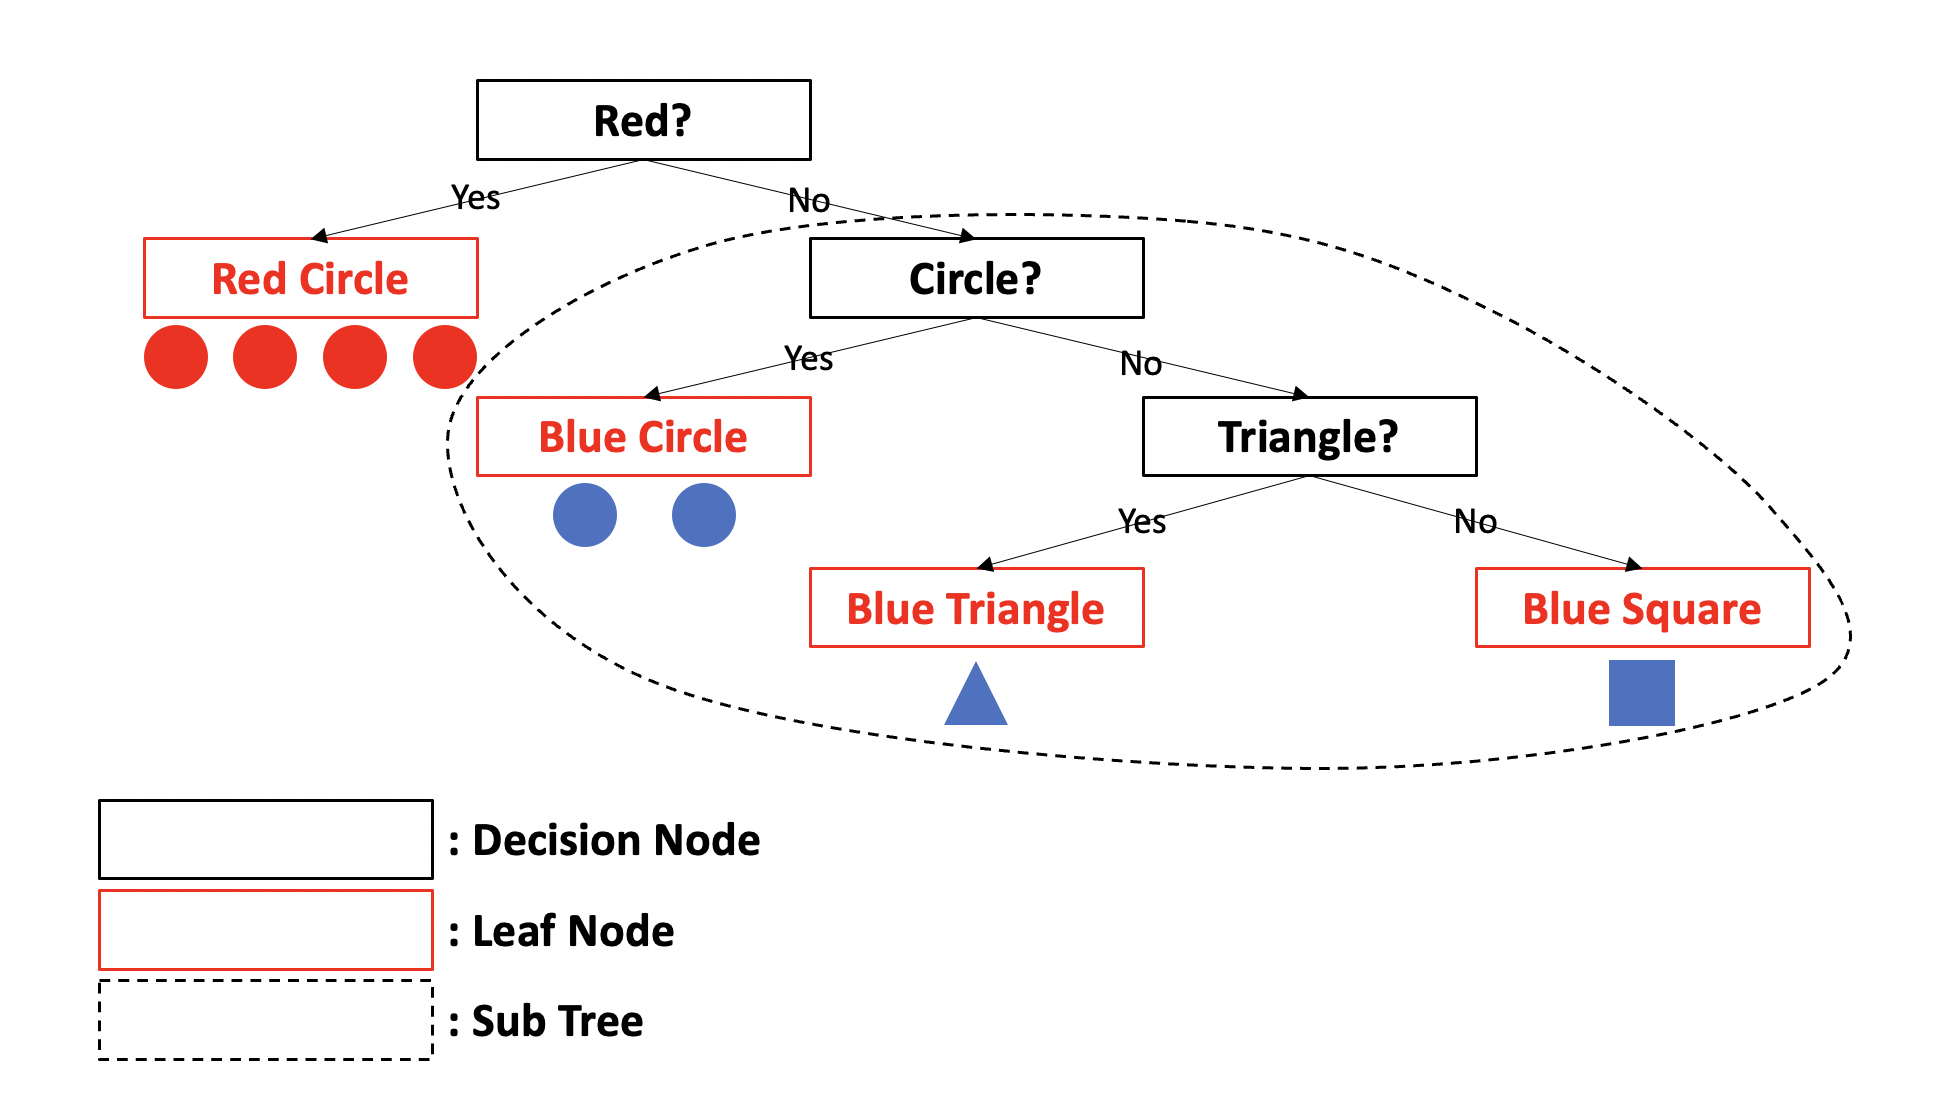 Red?
Yes
No
Red Circle
Circle?
Yes
No
Blue Circle
Triangle?
Yes
No
Blue Triangle
Blue Square
: Decision Node
: Leaf Node
: Sub Tree